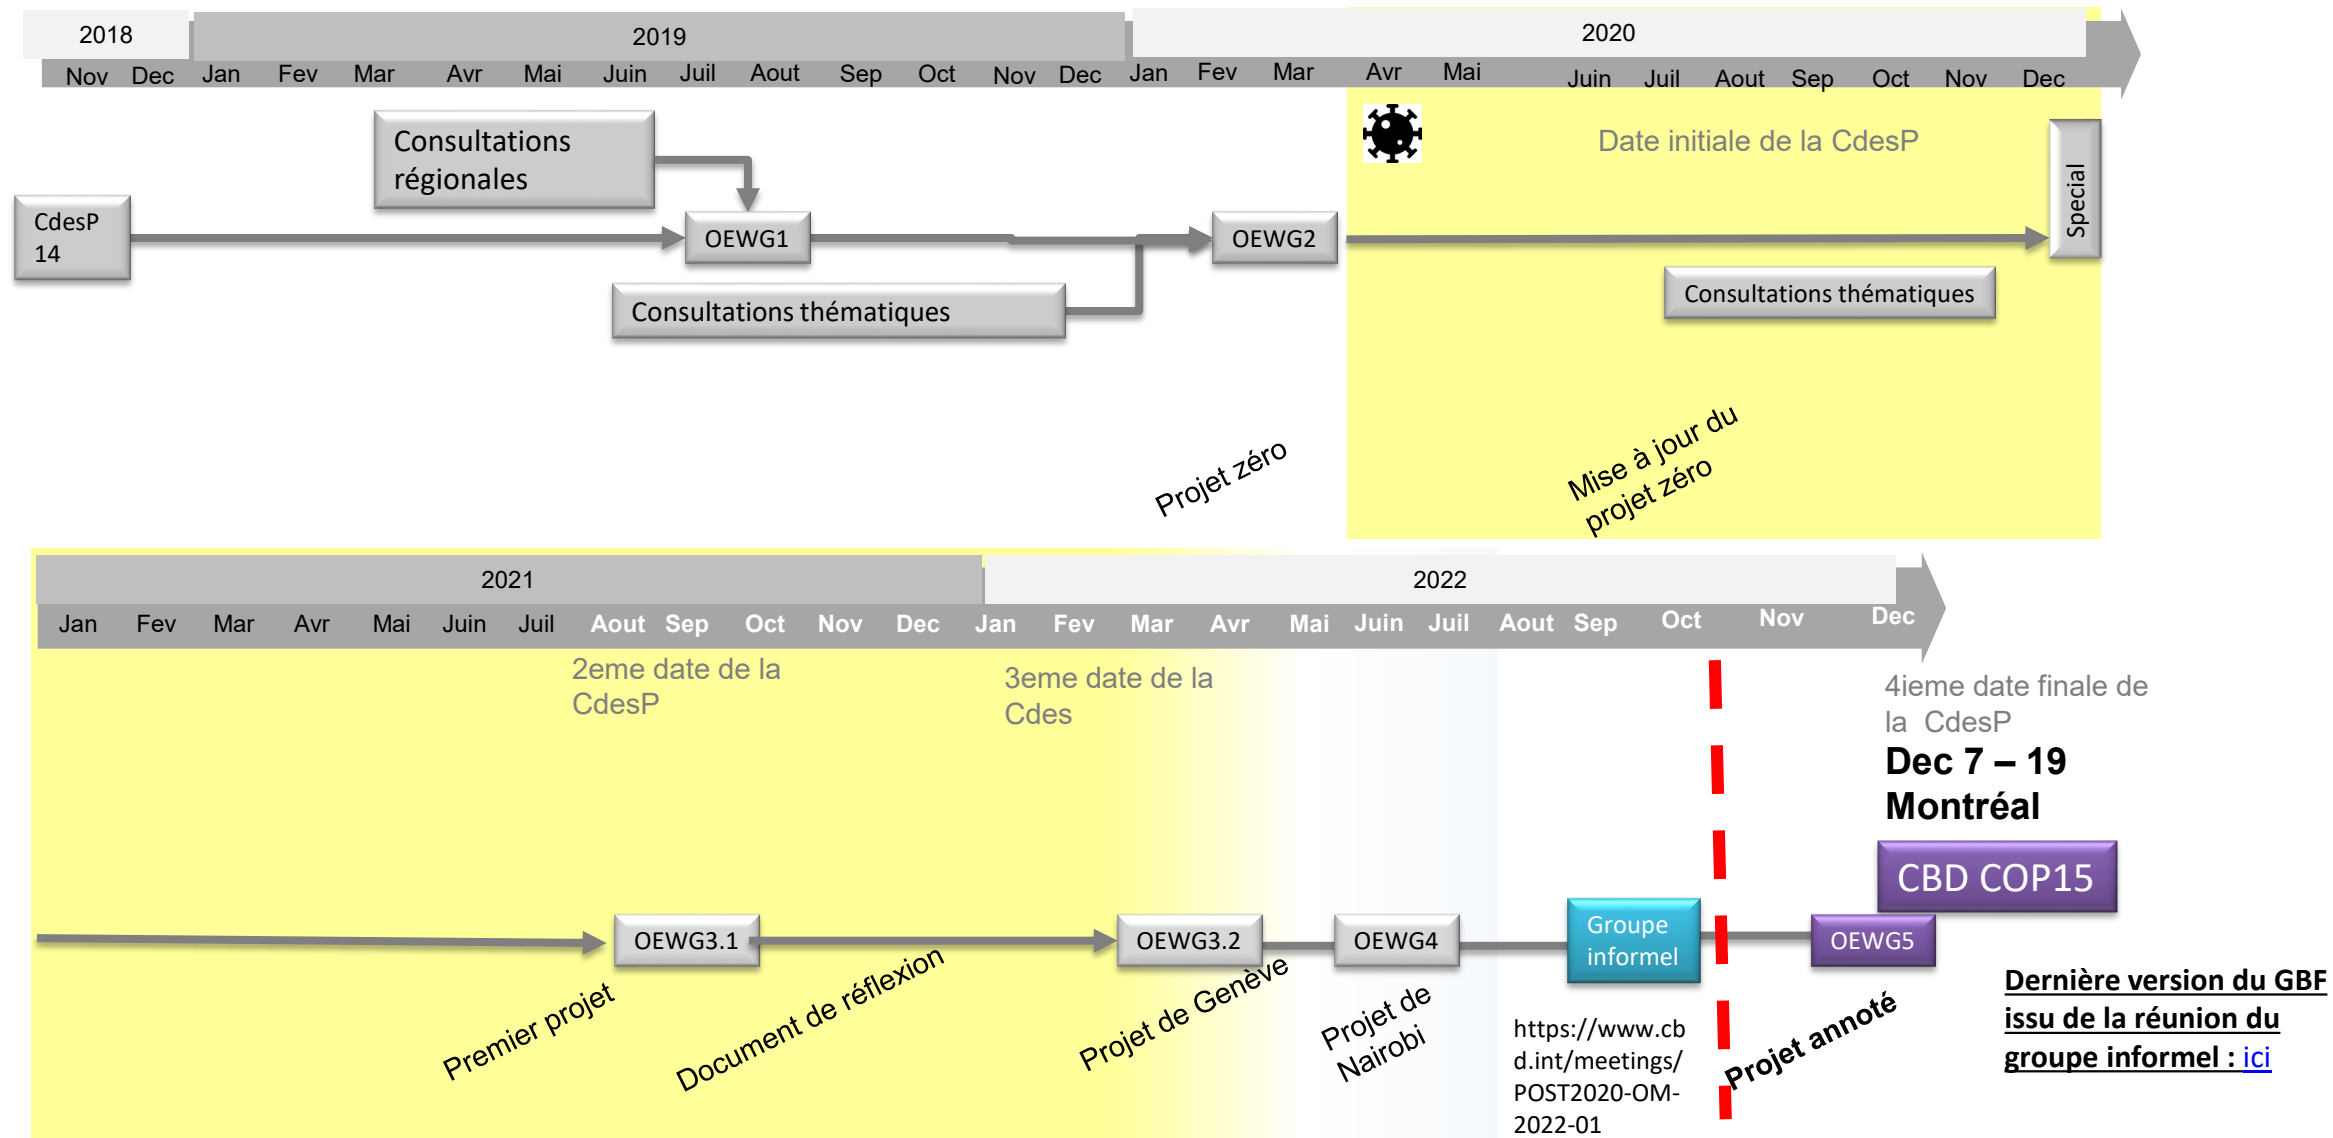 2018 2019 2020
Nov Dec Jan Fev Mar Avr Mai Juin Juil Aout Sep Oct Nov Dec Jan Fev Mar Avr Mai Juin Juil Aout Sep Oct Nov Dec
Consultations
régionales
Date initiale de la CdesP
Special
CdesP
14
OEWG1
OEWG2
Consultations thématiques
Consultations thématiques
Projet zéro
Mise à jour du
projet zéro
2021 2022
Jan Fev Mar Avr Mai Juin Juil Aout Sep Oct Nov Dec Jan Fev Mar Avr Mai Juin Juil Aout Sep Oct Nov Dec
2eme date de la
CdesP
3eme date de la
Cdes
4ieme date finale de
la CdesP
Dec 7 – 19
Montréal
CBD COP15
OEWG3.1
OEWG3.2
OEWG4
Groupe
informel
OEWG5
Premier projet
Document de réflexion
Projet de Genève
Projet de
Nairobi
https://www.cb
d.int/meetings/
POST2020-OM-
2022-01
Projet annoté
Dernière version du GBF
issu de la réunion du
groupe informel : ici